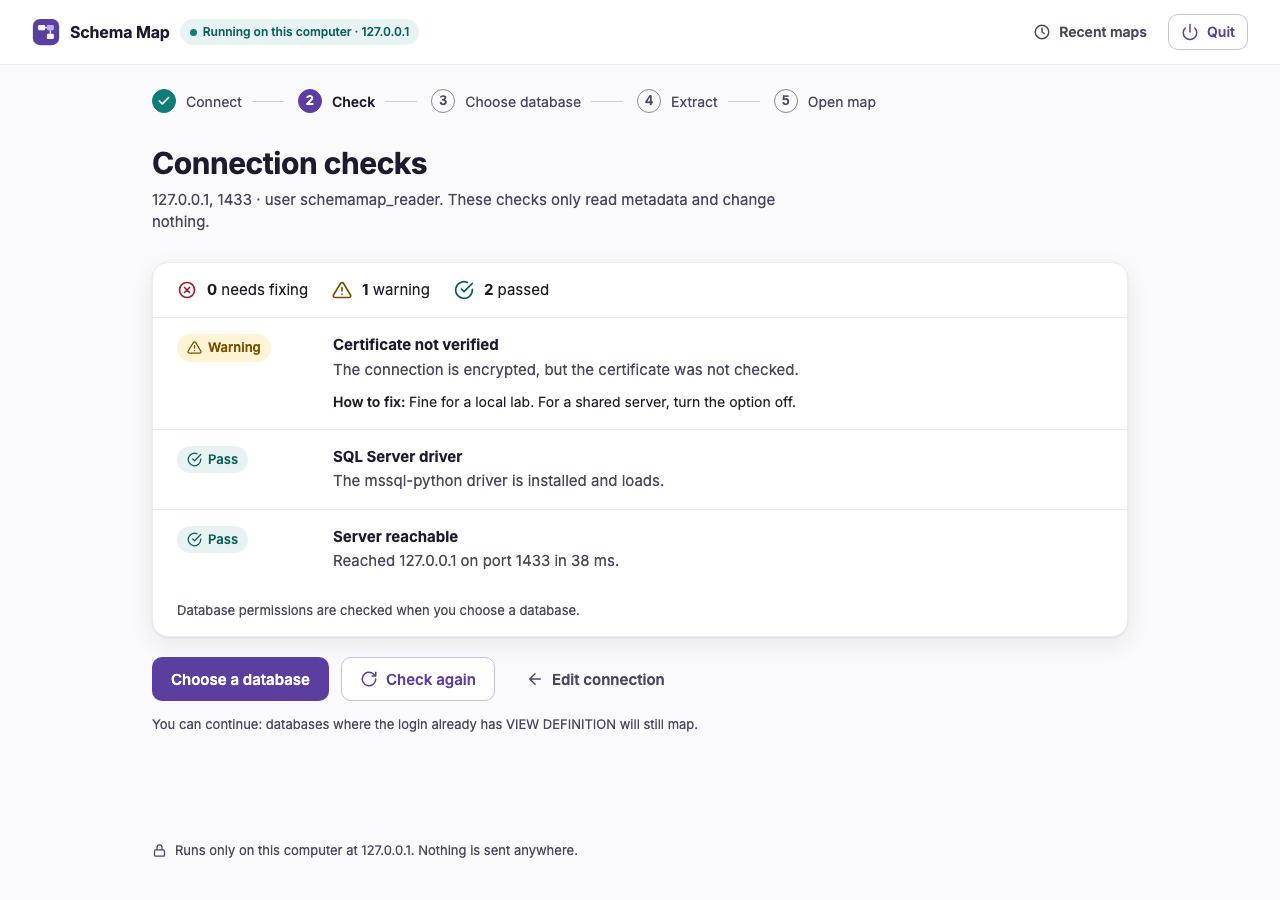 Schema Map
Running on this computer · 127.0.0.1
Recent maps
Quit
Connect
2 Check
3 Choose database
4 Extract
5 Open map
Connection checks
127.0.0.1, 1433 · user schemamap_reader. These checks only read metadata and change
nothing.
0 needs fixing
1 warning
2 passed
Warning
Certificate not verified
The connection is encrypted, but the certificate was not checked.
How to fix: Fine for a local lab. For a shared server, turn the option off.
Pass
SQL Server driver
The mssql-python driver is installed and loads.
Pass
Server reachable
Reached 127.0.0.1 on port 1433 in 38 ms.
Database permissions are checked when you choose a database.
Choose a database
Check again
Edit connection
You can continue: databases where the login already has VIEW DEFINITION will still map.
Runs only on this computer at 127.0.0.1. Nothing is sent anywhere.